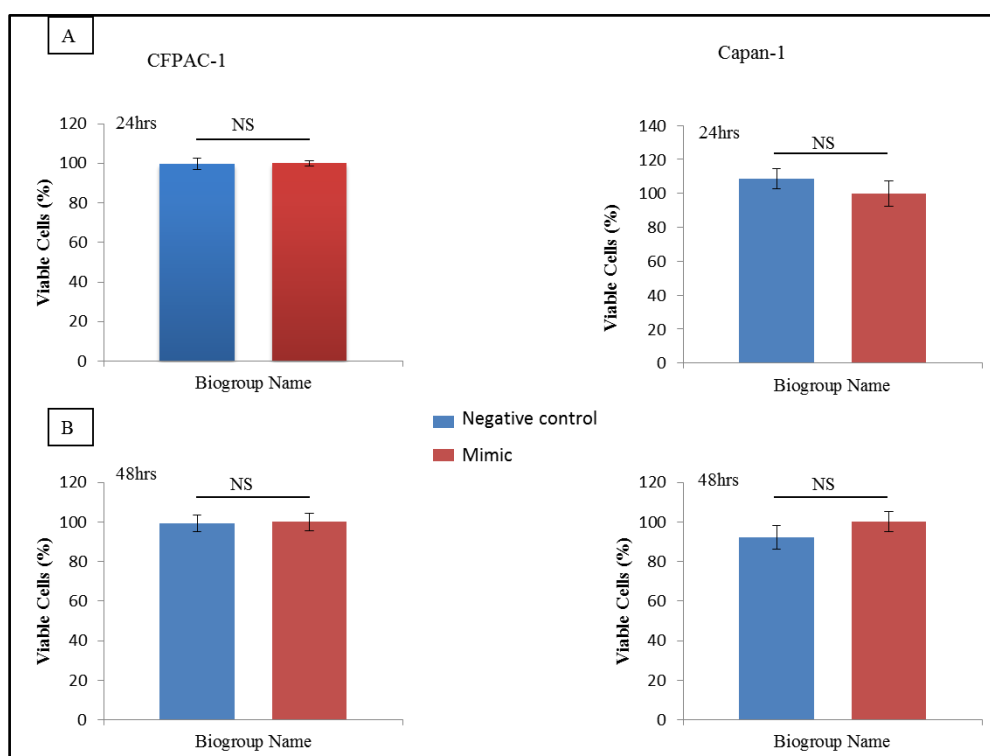 A
CFPAC-1
Capan-1
24hrs
NS
120
100
80
60
40
20
0
Viable Cells (%)
Biogroup Name
24hrs
NS
140
120
100
80
60
40
20
0
Viable Cells (%)
Biogroup Name
B
Negative control
Mimic
48hrs
NS
120
100
80
60
40
20
0
Viable Cells (%)
Biogroup Name
48hrs
NS
120
100
80
60
40
20
0
Viable Cells (%)
Biogroup Name